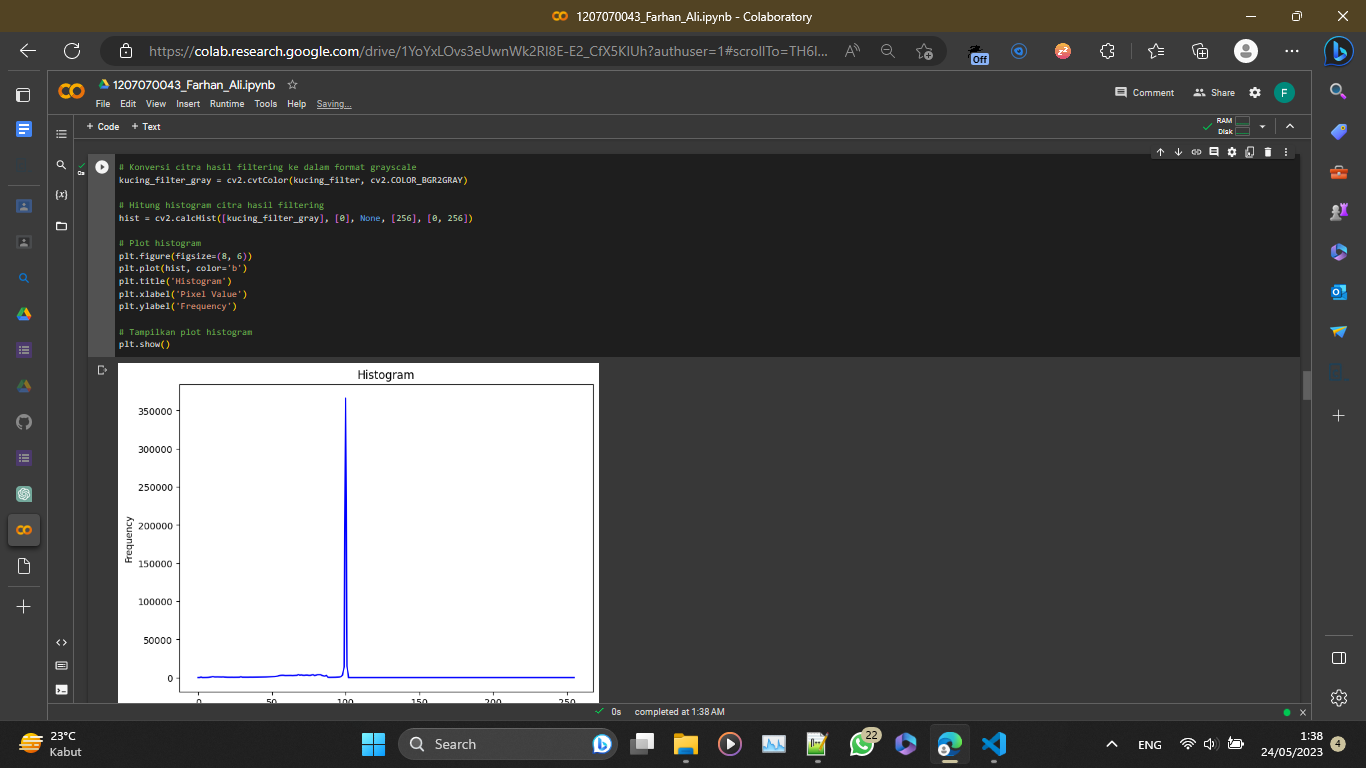 1207070043_Farhan_Ali.ipynb - Colaboratory
https://colab.research.google.com/drive/1YoYxLOvs3eUwnWk2Rl8E-E2_CfX5KIUh?authuser=1#scrollTo=TH6I...
Off
1207070043_Farhan_Ali.ipynb
File Edit View Insert Runtime Tools Help Saving...
Comment Share F
+ Code + Text
RAM
Disk
0s
# Konversi citra hasil filtering ke dalam format grayscale
kucing_filter_gray = cv2.cvtColor(kucing_filter, cv2.COLOR_BGR2GRAY)
# Hitung histogram citra hasil filtering
hist = cv2.calcHist([kucing_filter_gray], [0], None, [256], [0, 256])
# Plot histogram
plt.figure(figsize=(8, 6))
plt.plot(hist, color='b')
plt.title('Histogram')
plt.xlabel('Pixel Value')
plt.ylabel('Frequency')
# Tampilkan plot histogram
plt.show()
Histogram
350000
300000
250000
200000
150000
100000
50000
0
Frequency
0 50 100 150 200 250
0s completed at 1:38 AM
23°C
Kabut
Search
22
ENG
1:38
24/05/2023
4